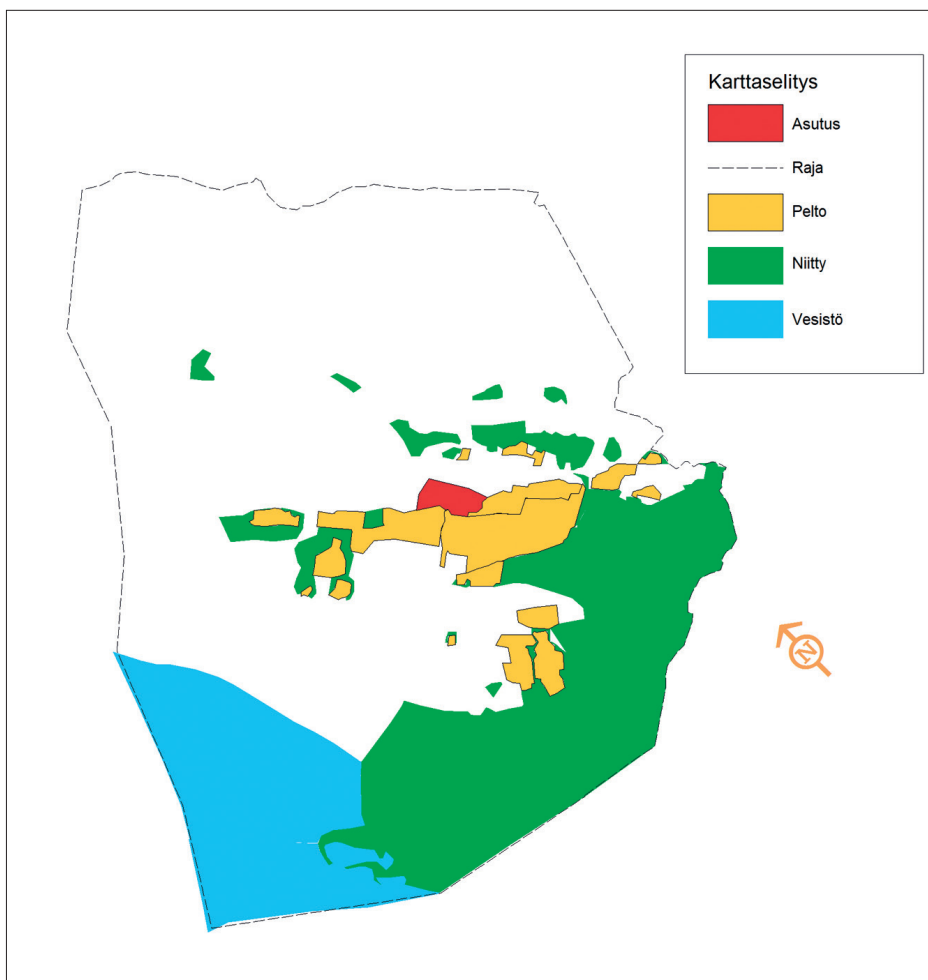 Karttaselitys
Asutus
Raja
Pelto
Niitty
Vesistö
N